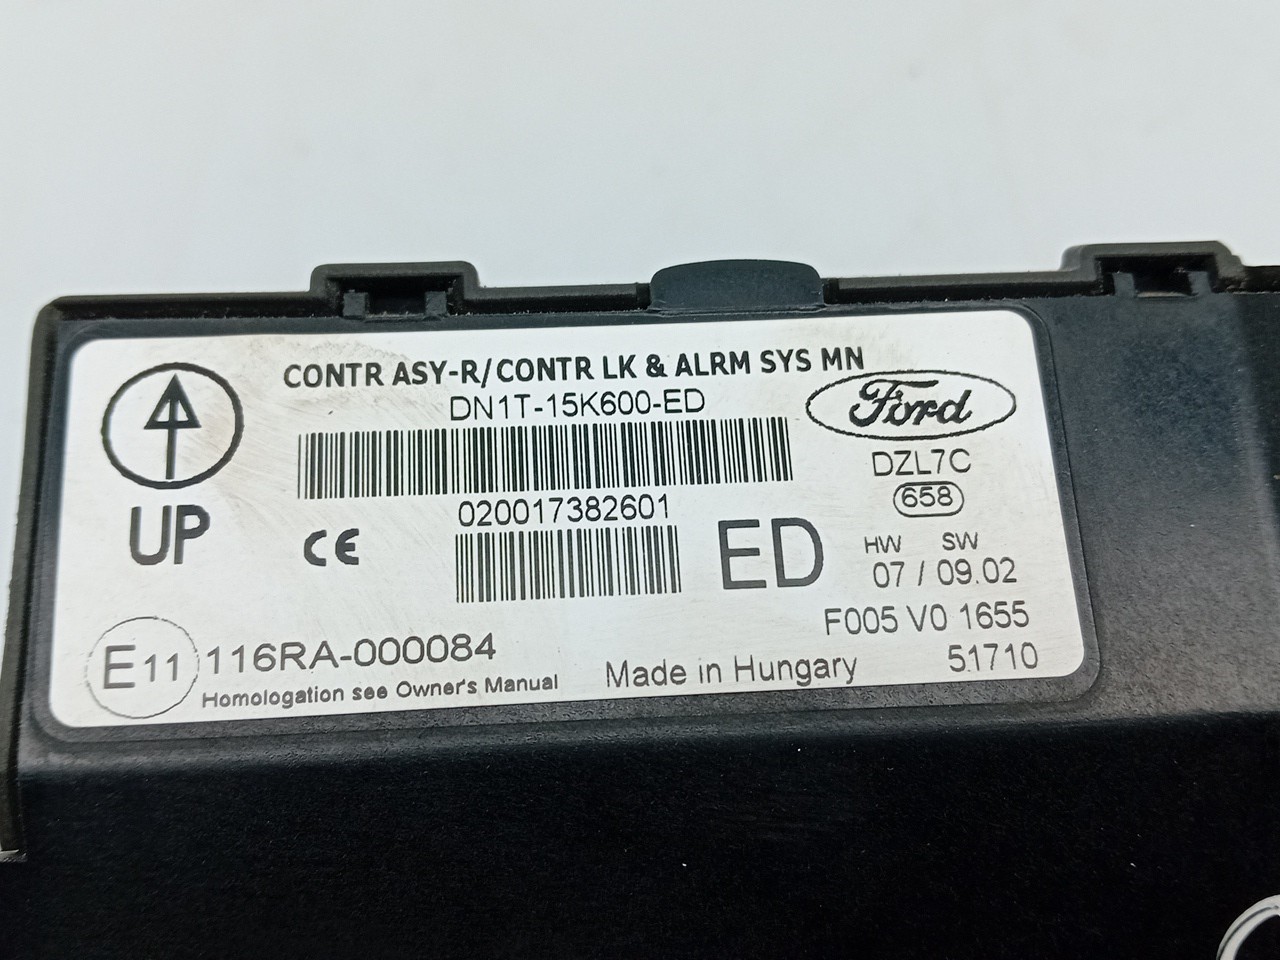 CONTR ASY-R/CONTR LK & ALRM SYS MN
DN1T-15K600-ED
Ford
DZL7C
658
020017382601
UP
CE
ED
HW SW
07 / 09.02
F005 V0 1655
E11 116RA-000084
Homologation see Owner's Manual
Made in Hungary
51710